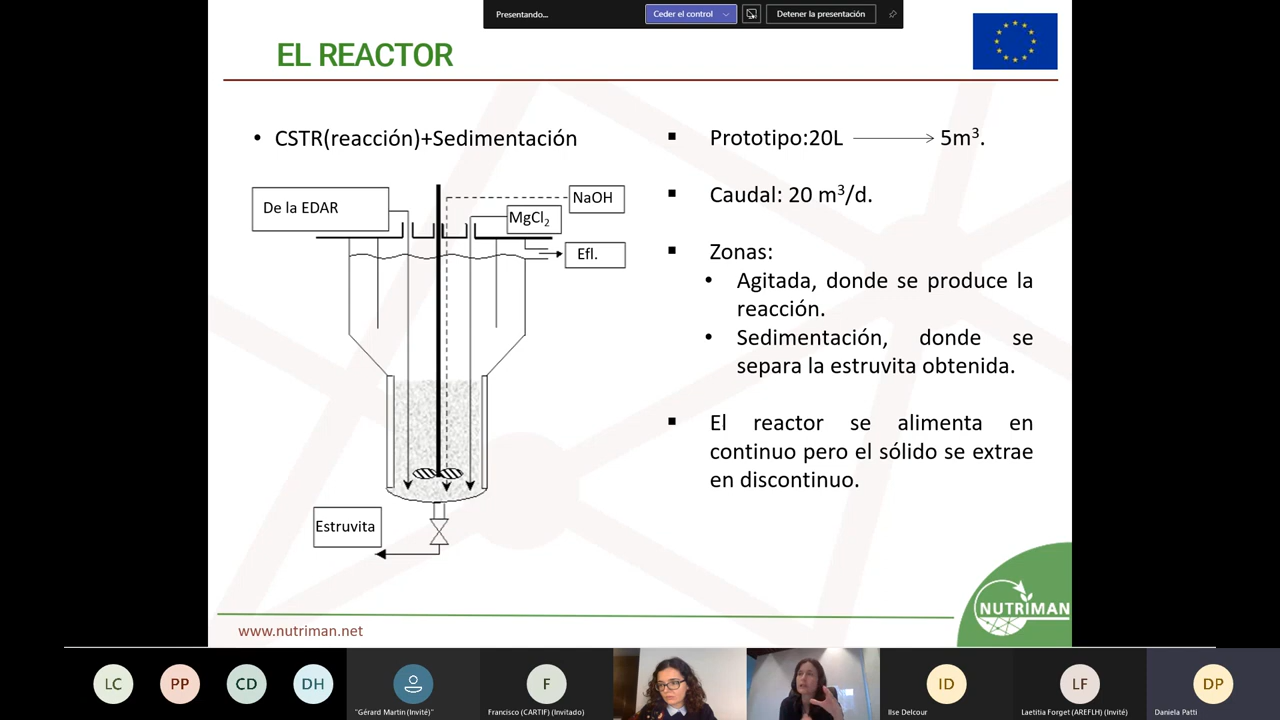 Presentando...
Ceder el control
Detener la presentación
EL REACTOR
• CSTR(reacción)+Sedimentación
De la EDAR
NaOH
MgCl₂
Efl.
Estruvita
▪ Prototipo:20L → 5m³.
▪ Caudal: 20 m³/d.
▪ Zonas:
• Agitada, donde se produce la
reacción.
• Sedimentación, donde se
separa la estruvita obtenida.
▪ El reactor se alimenta en
continuo pero el sólido se extrae
en discontinuo.
NUTRIMAN
www.nutriman.net
LC
PP
CD
DH
"Gérard Martin (Invité)"
F
Francisco (CARTIF) (Invitado)
ID
Ilse Delcour
LF
Laetitia Forget (AREFLH) (Invité)
DP
Daniela Patti